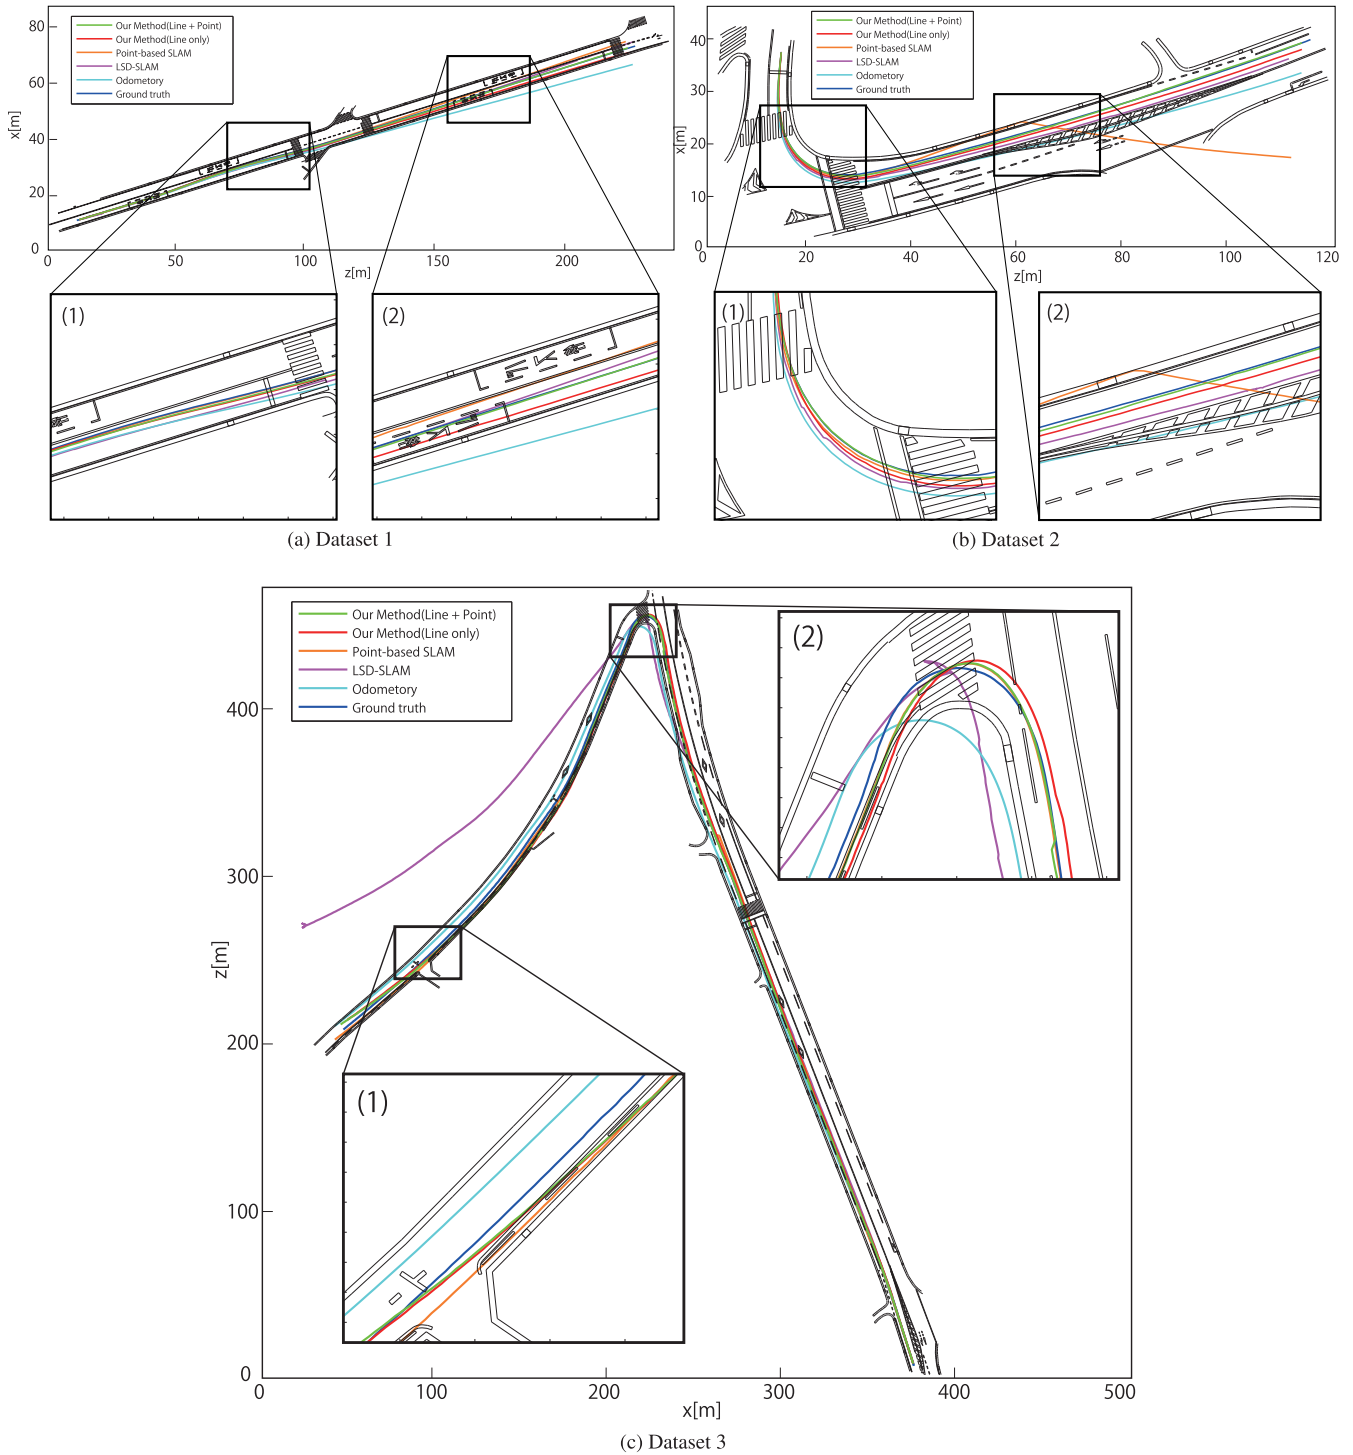 80
60
40
20
0
x[m]
Our Method(Line + Point)
Our Method(Line only)
Point-based SLAM
LSD-SLAM
Odometory
Ground truth
0
50
100
150
200
z[m]
(1)
(2)
(a) Dataset 1
40
30
20
10
0
x[m]
Our Method(Line + Point)
Our Method(Line only)
Point-based SLAM
LSD-SLAM
Odometory
Ground truth
0
20
40
60
80
100
120
z[m]
(1)
(2)
(b) Dataset 2
Our Method(Line + Point)
Our Method(Line only)
Point-based SLAM
LSD-SLAM
Odometory
Ground truth
(2)
400
300
z[m]
200
100
0
(1)
0
100
200
300
400
500
x[m]
(c) Dataset 3